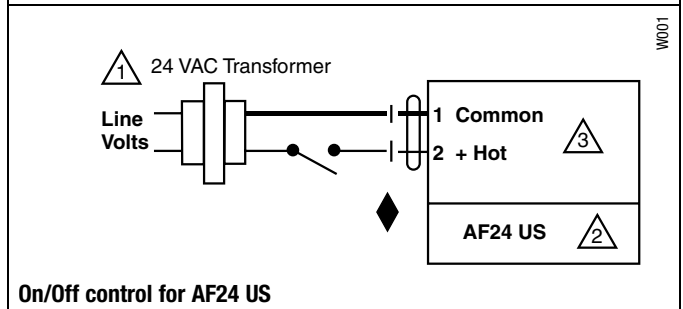 W001
1 24 VAC Transformer
Line
Volts
1 Common
2 + Hot
3
AF24 US 2
On/Off control for AF24 US